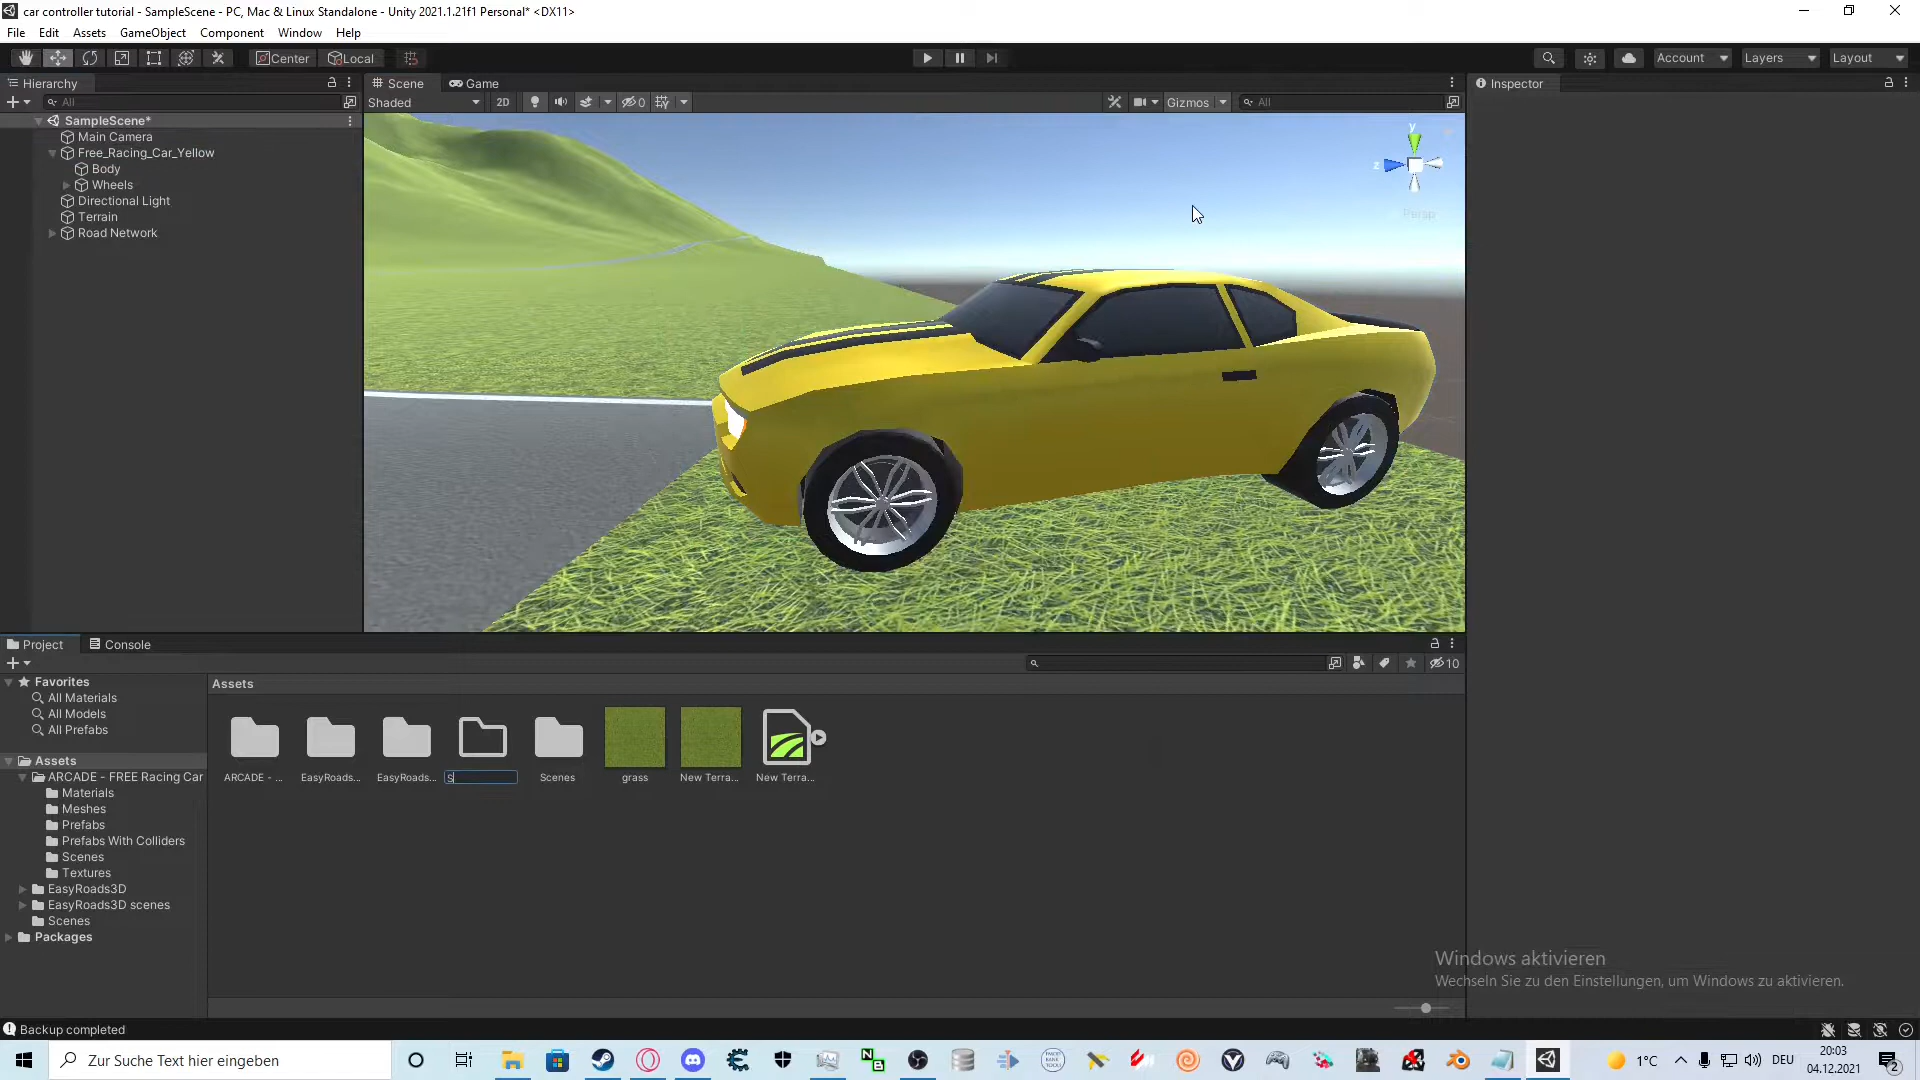 car controller tutorial - SampleScene - PC, Mac & Linux Standalone - Unity 2021.1.21f1 Personal* <DX11>
File Edit Assets GameObject Component Window Help
Center Local Account Layers Layout
Hierarchy
All
SampleScene*
Main Camera
Free_Racing_Car_Yellow
Body
Wheels
Directional Light
Terrain
Road Network
Scene Game
Shaded 2D 0 Gizmos All
y
z
Persp
Inspector
Project Console
10
Favorites
All Materials
All Models
All Prefabs
Assets
ARCADE - FREE Racing Car
Materials
Meshes
Prefabs
Prefabs With Colliders
Scenes
Textures
EasyRoads3D
EasyRoads3D scenes
Scenes
Packages
Assets
ARCADE - ... EasyRoads... EasyRoads... S Scenes grass New Terra... New Terra...
Windows aktivieren
Wechseln Sie zu den Einstellungen, um Windows zu aktivieren.
Backup completed
Zur Suche Text hier eingeben
1°C DEU
20:03
04.12.2021
2